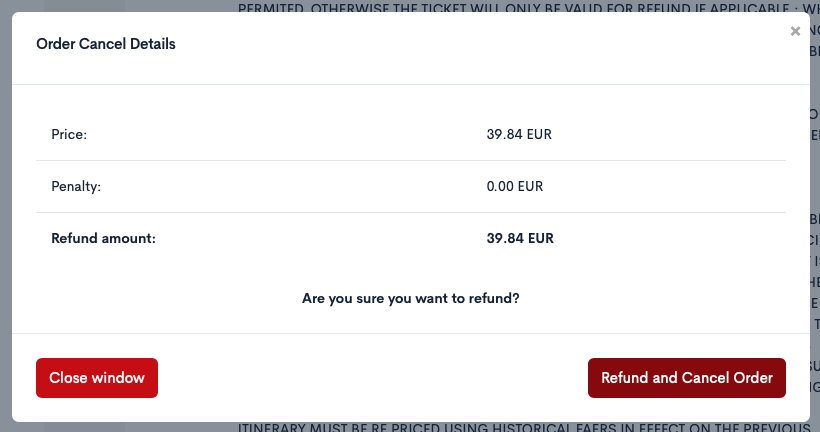 PERMITED, OTHERWISE THE TICKET WILL ONLY BE VALID FOR REFUND IF APPLICABLE
Order Cancel Details
×
Price: 39.84 EUR
Penalty: 0.00 EUR
Refund amount: 39.84 EUR
Are you sure you want to refund?
Close window Refund and Cancel Order
ITINERARY MUST BE RE PRICED USING HISTORICAL FAERS IN EFFECT ON THE PREVIOUS